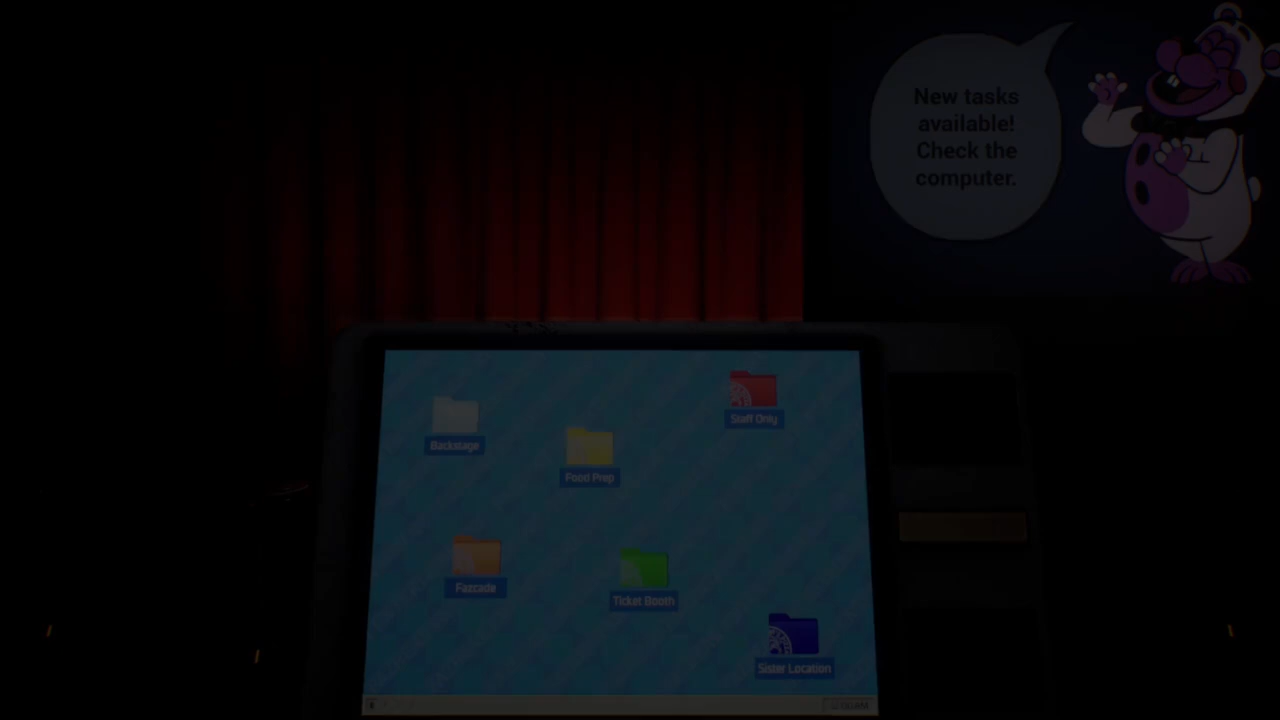 New tasks
available!
Check the
computer.
Staff Only
Backstage
Food Prep
Fazcade
Ticket Booth
Sister Location